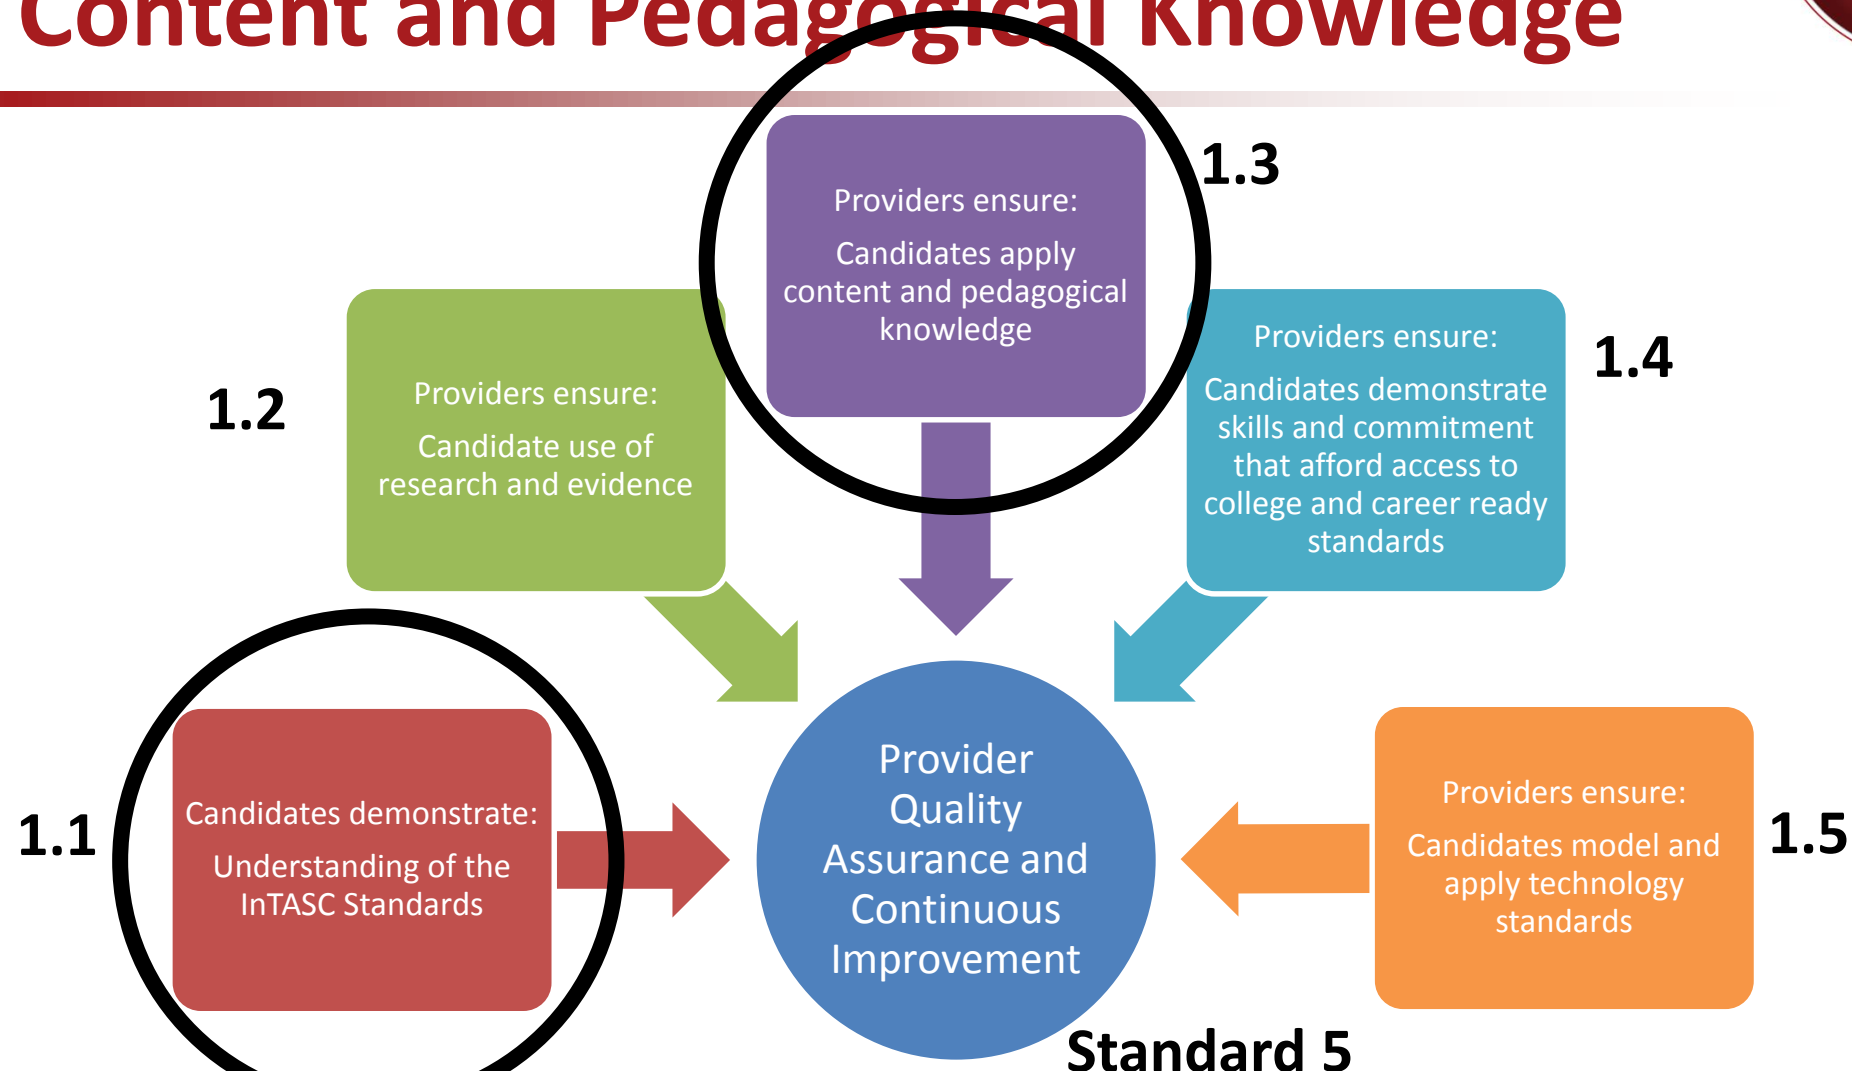 Content and Pedagogical Knowledge
1.3
Providers ensure:
Candidates apply
content and pedagogical
knowledge
1.2
Providers ensure:
Candidate use of
research and evidence
1.4
Providers ensure:
Candidates demonstrate
skills and commitment
that afford access to
college and career ready
standards
1.1
Candidates demonstrate:
Understanding of the
InTASC Standards
Provider
Quality
Assurance and
Continuous
Improvement
Providers ensure:
Candidates model and
apply technology
standards
1.5
Standard 5